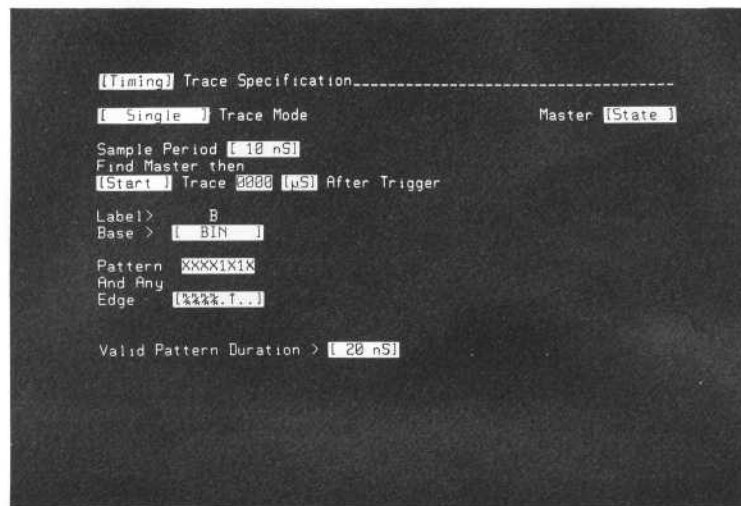 [Timing] Trace Specification------------------------------------
[ Single ] Trace Mode Master [State ]
Sample Period [ 10 nS]
Find Master then
[Start ] Trace 0000 [µS] After Trigger
Label> B
Base > [ BIN ]
Pattern XXXX1X1X
And Any
Edge [%%%%.↑..]
Valid Pattern Duration > [ 20 nS]